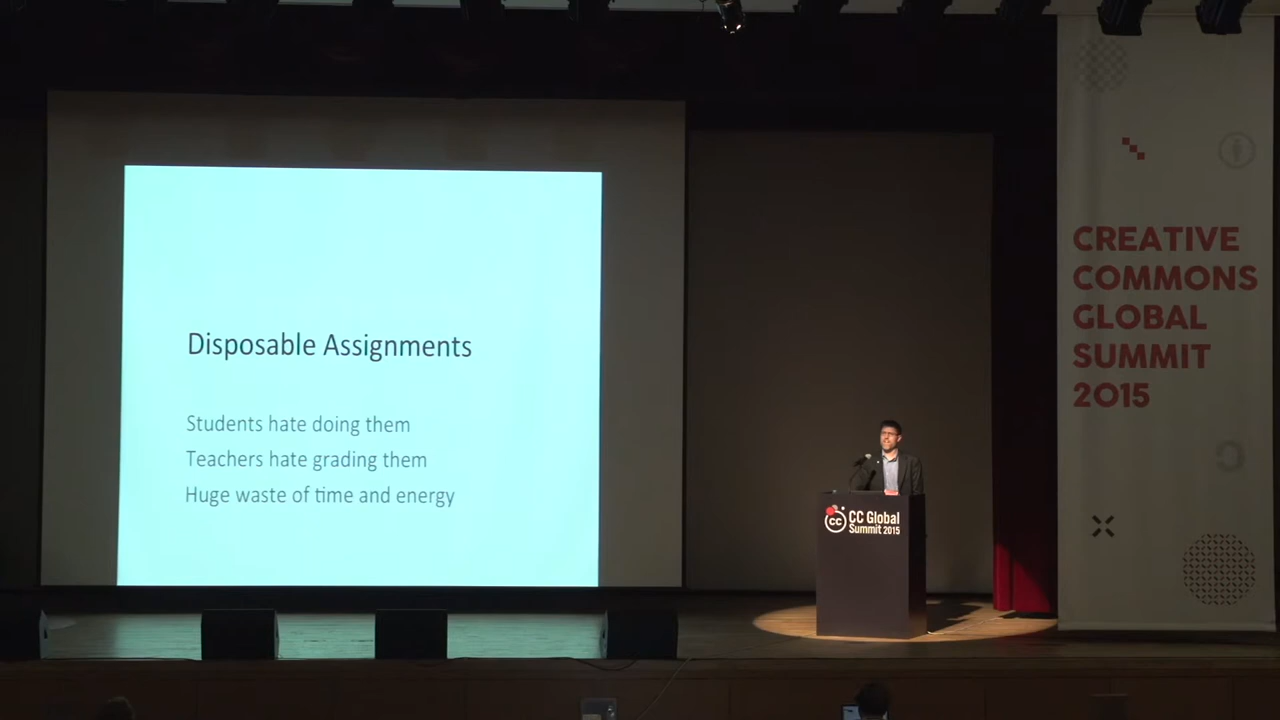 Disposable Assignments
Students hate doing them
Teachers hate grading them
Huge waste of time and energy
cc
CC Global
Summit 2015
CREATIVE
COMMONS
GLOBAL
SUMMIT
2015